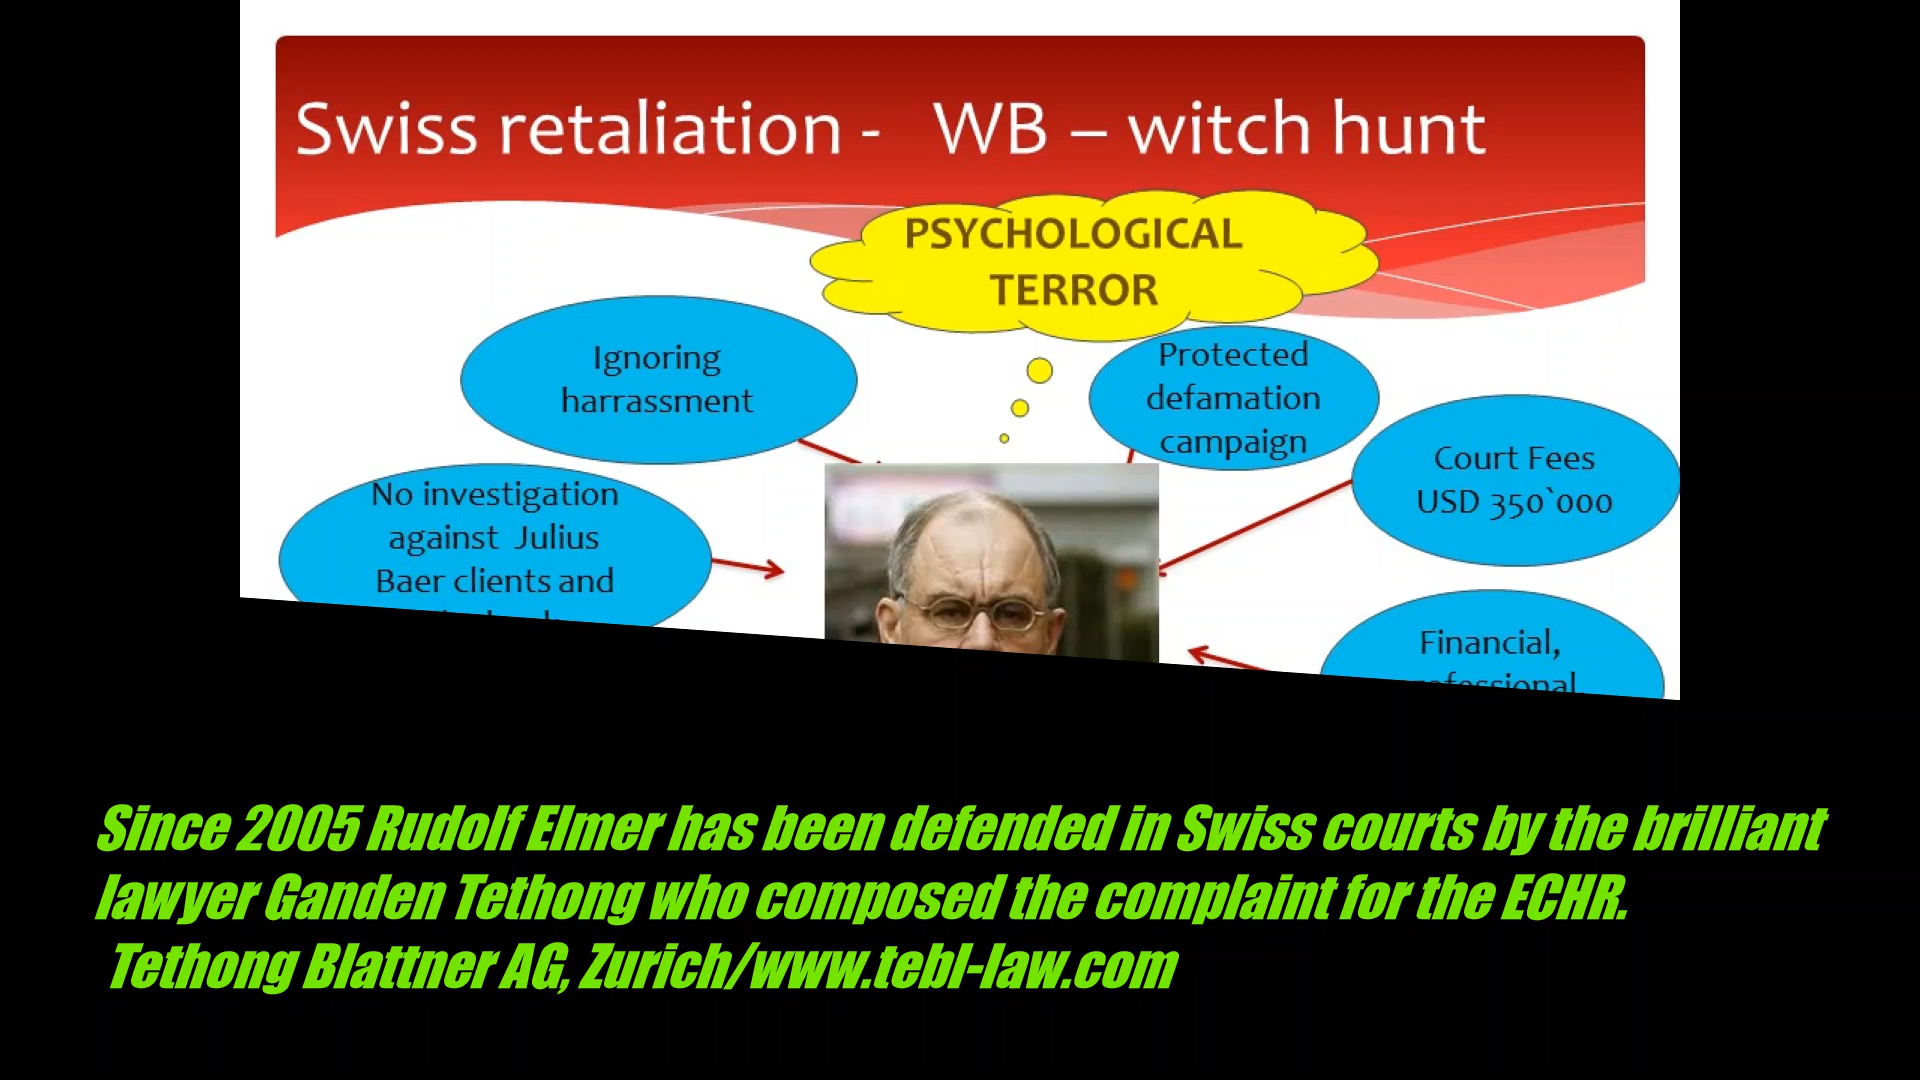 Swiss retaliation - WB – witch hunt
PSYCHOLOGICAL
TERROR
Ignoring
harrassment
Protected
defamation
campaign
Court Fees
USD 350`000
No investigation
against Julius
Baer clients and
Financial,
Since 2005 Rudolf Elmer has been defended in Swiss courts by the brilliant
lawyer Ganden Tethong who composed the complaint for the ECHR.
Tethong Blattner AG, Zurich/www.tebl-law.com